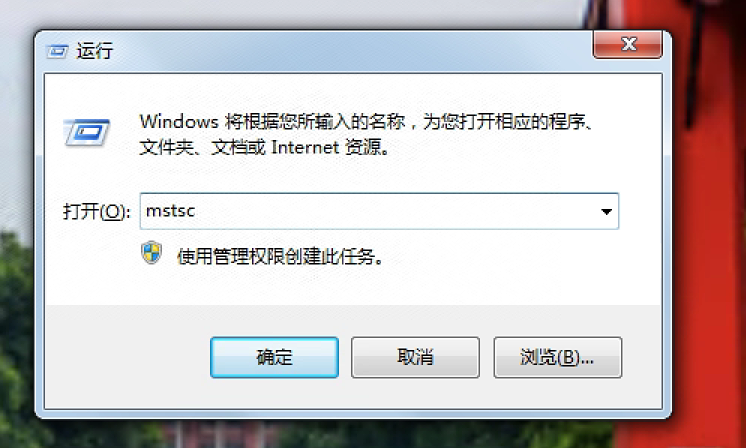 运行
Windows 将根据您所输入的名称，为您打开相应的程序、
文件夹、文档或 Internet 资源。
打开(O): mstsc
使用管理权限创建此任务。
确定 取消 浏览(B)...